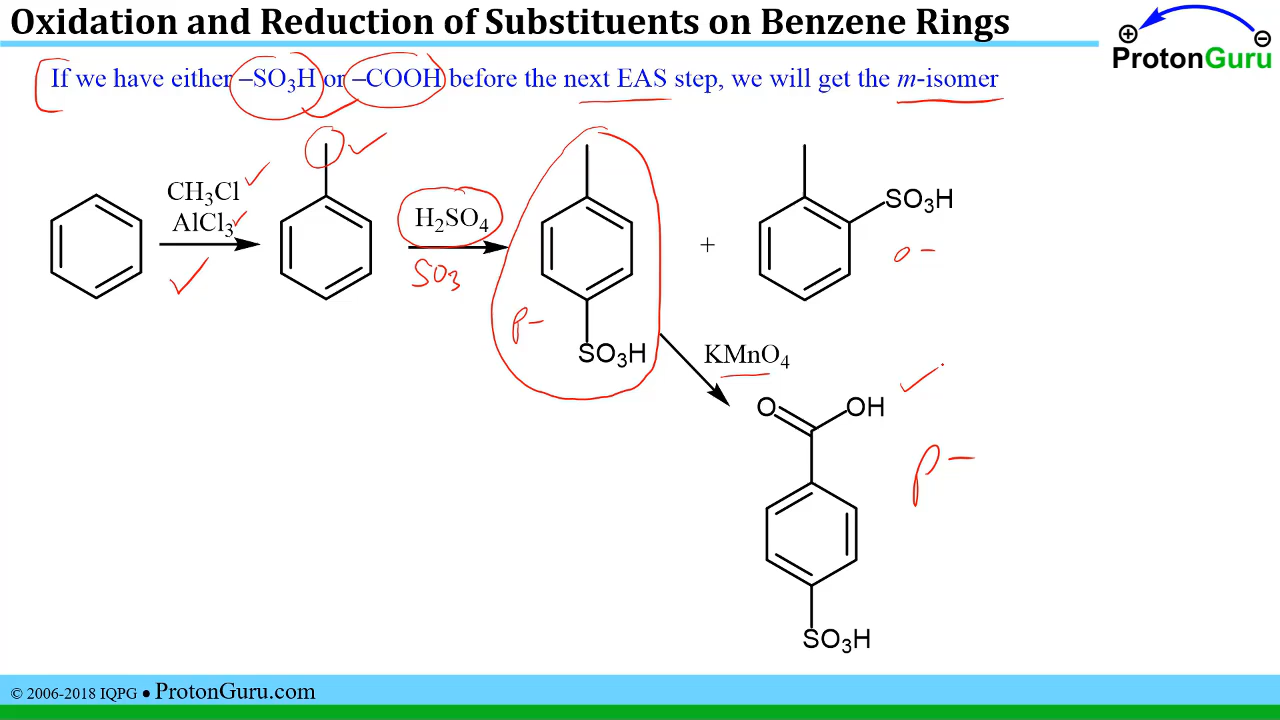 Oxidation and Reduction of Substituents on Benzene Rings
ProtonGuru
If we have either –SO₃H or –COOH before the next EAS step, we will get the m-isomer
CH₃Cl
AlCl₃
H₂SO₄
SO₃
+
SO₃H
o-
p-
SO₃H
KMnO₄
O
OH
p-
SO₃H
© 2006-2018 IQPG ● ProtonGuru.com